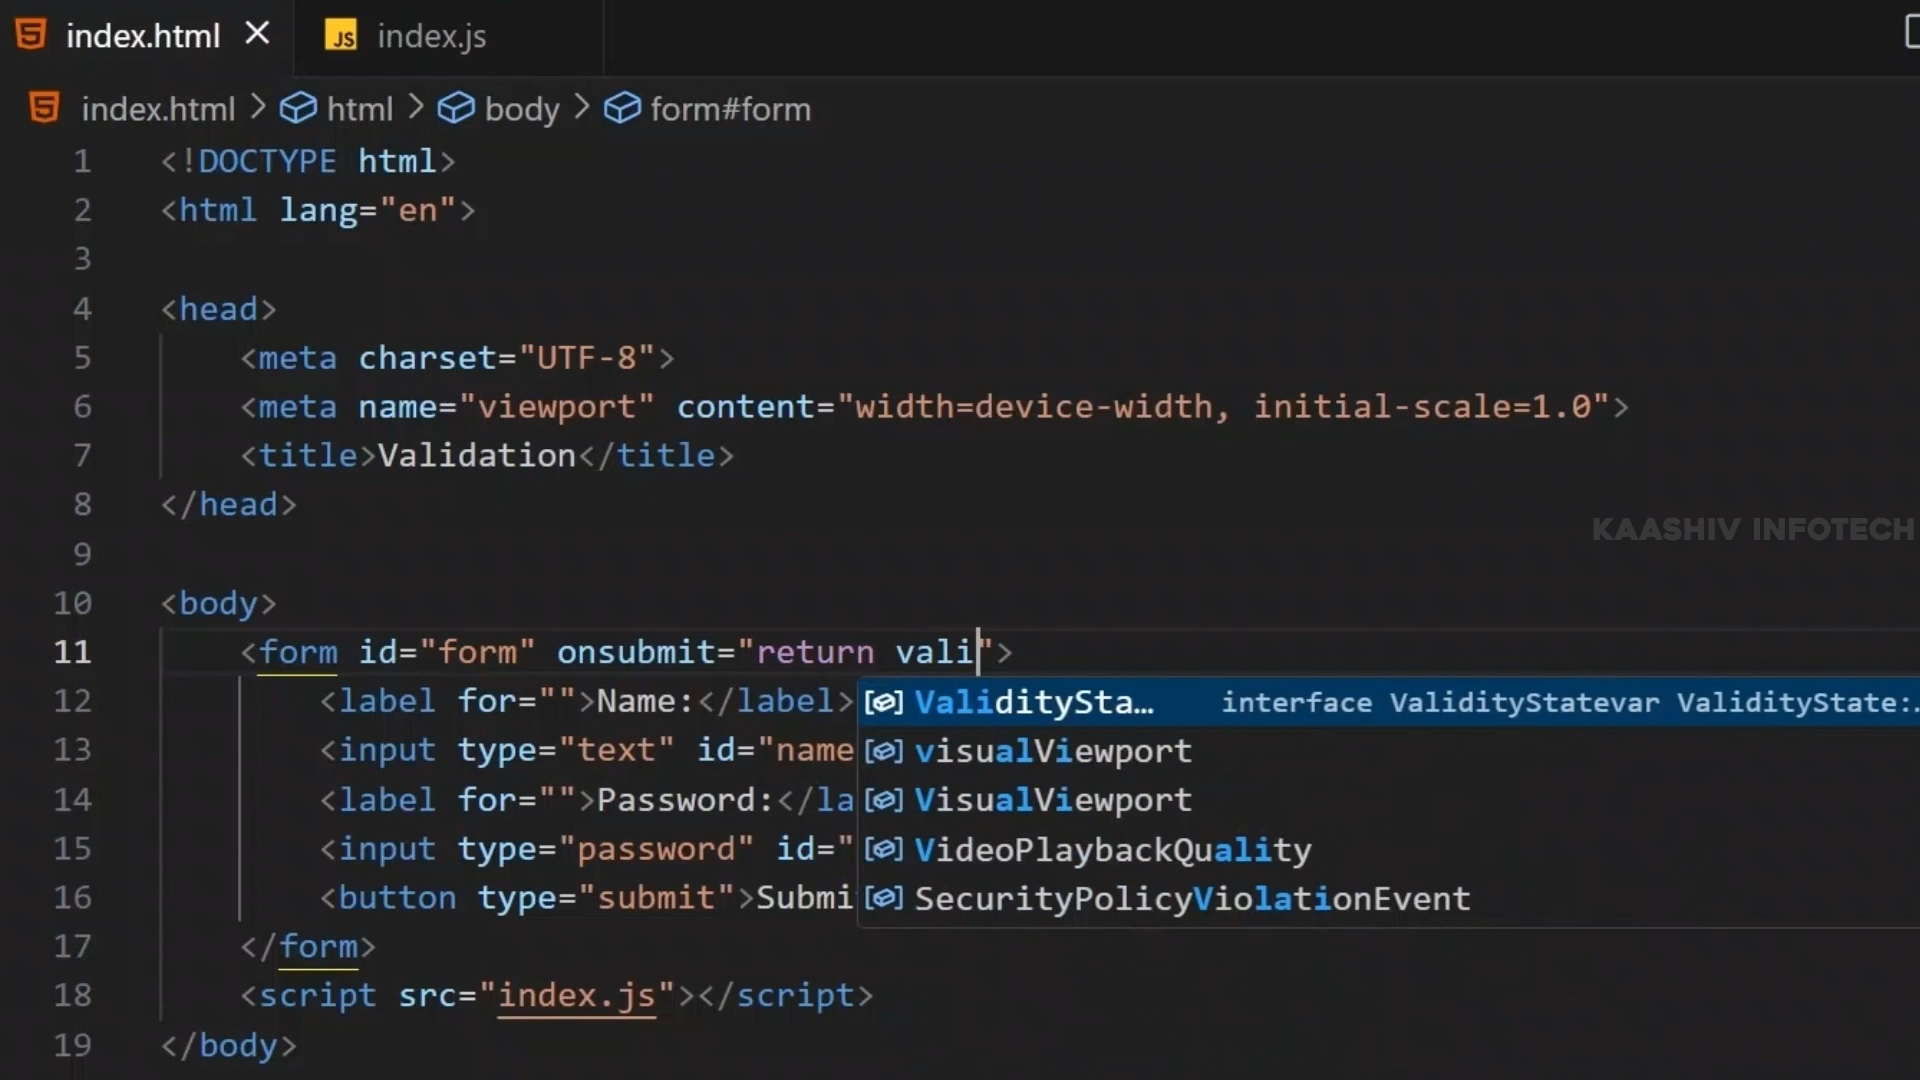 index.html
JS index.js
index.html > html > body > form#form
1 <!DOCTYPE html>
2 <html lang="en">
3
4 <head>
5 <meta charset="UTF-8">
6 <meta name="viewport" content="width=device-width, initial-scale=1.0">
7 <title>Validation</title>
8 </head>
KAASHIV INFOTECH
9
10 <body>
11 <form id="form" onsubmit="return vali">
12 <label for="">Name:</label>
ValiditySta… interface ValidityStatevar ValidityState:.
13 <input type="text" id="name
visualViewport
14 <label for="">Password:</la
VisualViewport
15 <input type="password" id="
VideoPlaybackQuality
16 <button type="submit">Submi
SecurityPolicyViolationEvent
17 </form>
18 <script src="index.js"></script>
19 </body>